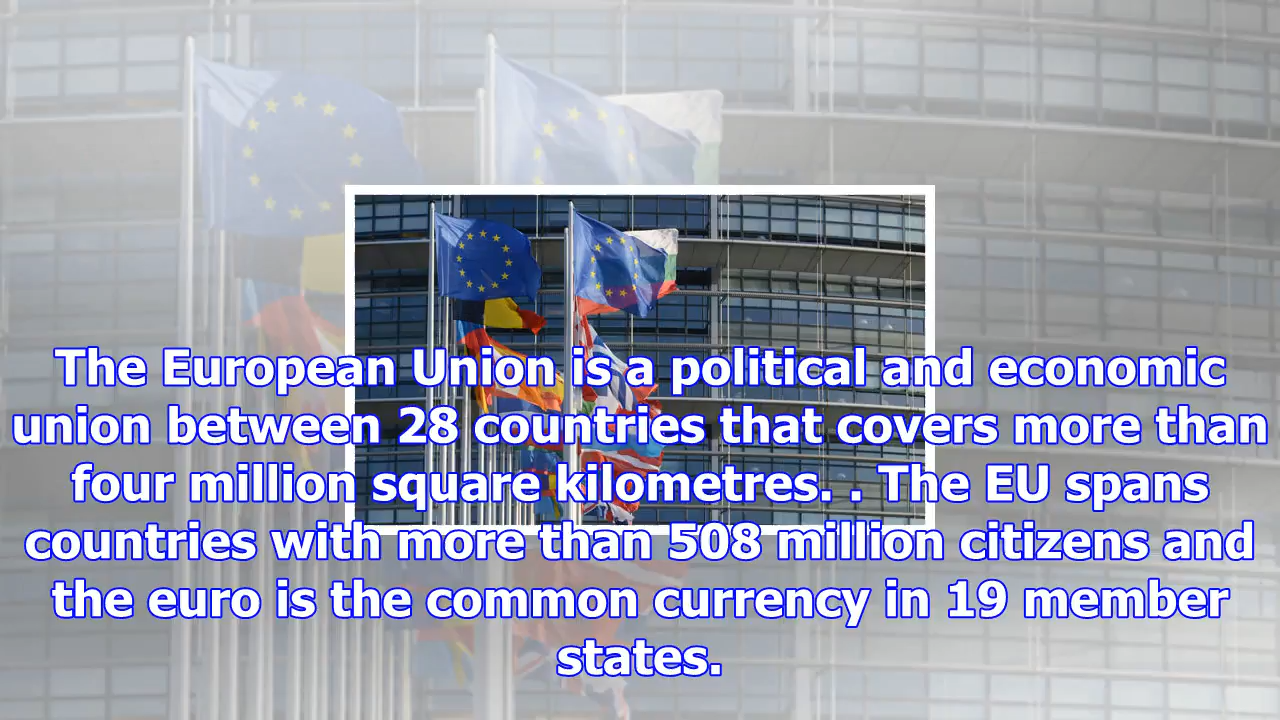 The European Union is a political and economic
union between 28 countries that covers more than
four million square kilometres. . The EU spans
countries with more than 508 million citizens and
the euro is the common currency in 19 member
states.